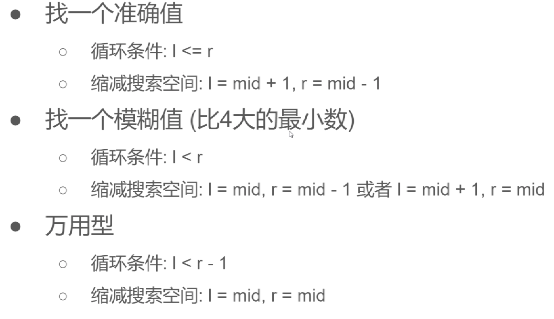 ● 找一个准确值
○ 循环条件: l <= r
○ 缩减搜索空间: l = mid + 1, r = mid - 1
● 找一个模糊值 (比4大的最小数)
○ 循环条件: l < r
○ 缩减搜索空间: l = mid, r = mid - 1 或者 l = mid + 1, r = mid
● 万用型
○ 循环条件: l < r - 1
○ 缩减搜索空间: l = mid, r = mid